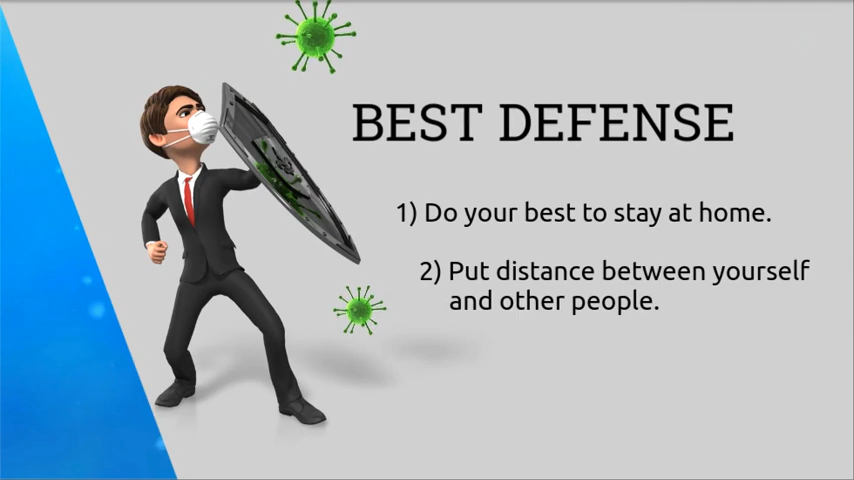 BEST DEFENSE
1) Do your best to stay at home.
2) Put distance between yourself
and other people.